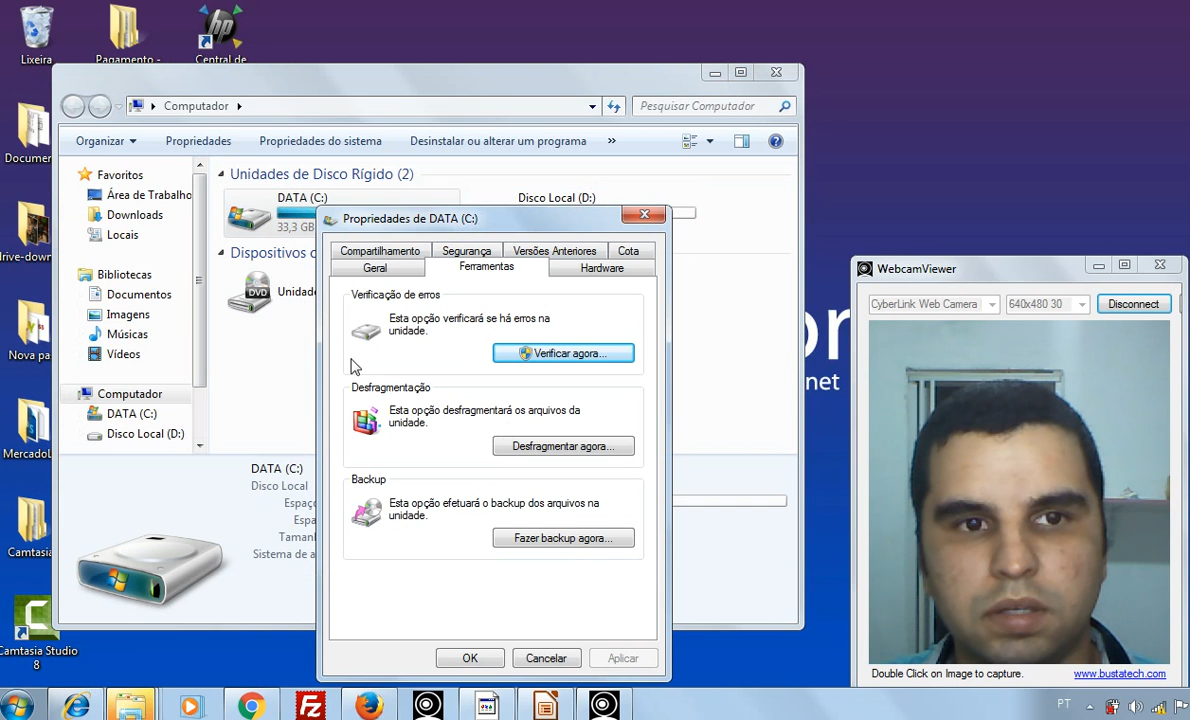 Lixeira
Pagamento -
hp
Central de
Documen
drive-down
Nova pa
MercadoL
Camtasia
Camtasia Studio
8
Computador
Pesquisar Computador
Organizar
Propriedades
Propriedades do sistema
Desinstalar ou alterar um programa
»
Favoritos
Área de Trabalho
Downloads
Locais
Bibliotecas
Documentos
Imagens
Músicas
Vídeos
Computador
DATA (C:)
Disco Local (D:)
Unidades de Disco Rígido (2)
DATA (C:)
33,3 GB
Disco Local (D:)
Dispositivos c
DVD
Unidade
DATA (C:)
Disco Local
Espaço
Espa
Tamanh
Sistema de a
Propriedades de DATA (C:)
Compartilhamento
Segurança
Versões Anteriores
Cota
Geral
Ferramentas
Hardware
Verificação de erros
Esta opção verificará se há erros na
unidade.
Verificar agora...
Desfragmentação
Esta opção desfragmentará os arquivos da
unidade.
Desfragmentar agora...
Backup
Esta opção efetuará o backup dos arquivos na
unidade.
Fazer backup agora...
OK
Cancelar
Aplicar
or
net
WebcamViewer
CyberLink Web Camera
640x480 30
Disconnect
Double Click on Image to capture.
www.bustatech.com
PT